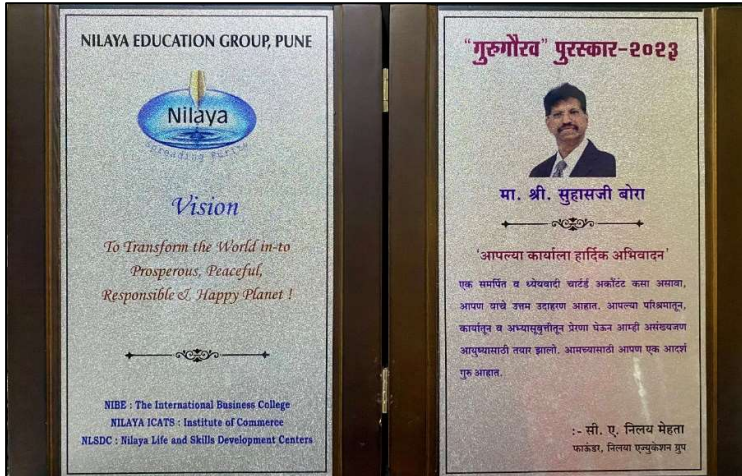 NILAYA EDUCATION GROUP, PUNE
Nilaya
Spreading Purity
Vision
To Transform the World in-to
Prosperous, Peaceful,
Responsible & Happy Planet !
NIBE : The International Business College
NILAYA ICATS : Institute of Commerce
NLSDC : Nilaya Life and Skills Development Centers
“गुरुगौरव” पुरस्कार-२०२३
मा. श्री. सुहासजी बोरा
'आपल्या कार्याला हार्दिक अभिवादन'
एक समर्पित व ध्येयवादी चार्टर्ड अकौंटंट कसा असावा,
आपण याचे उत्तम उदाहरण आहात. आपल्या परिश्रमातून,
कार्यातून व अभ्यासूवृत्तीतून प्रेरणा घेऊन आम्ही असंख्यजण
आयुष्यासाठी तयार झालो. आमच्यासाठी आपण एक आदर्श
गुरु आहात.
:- सी. ए. निलय मेहता
फाऊंडर, निलया एज्युकेशन ग्रुप